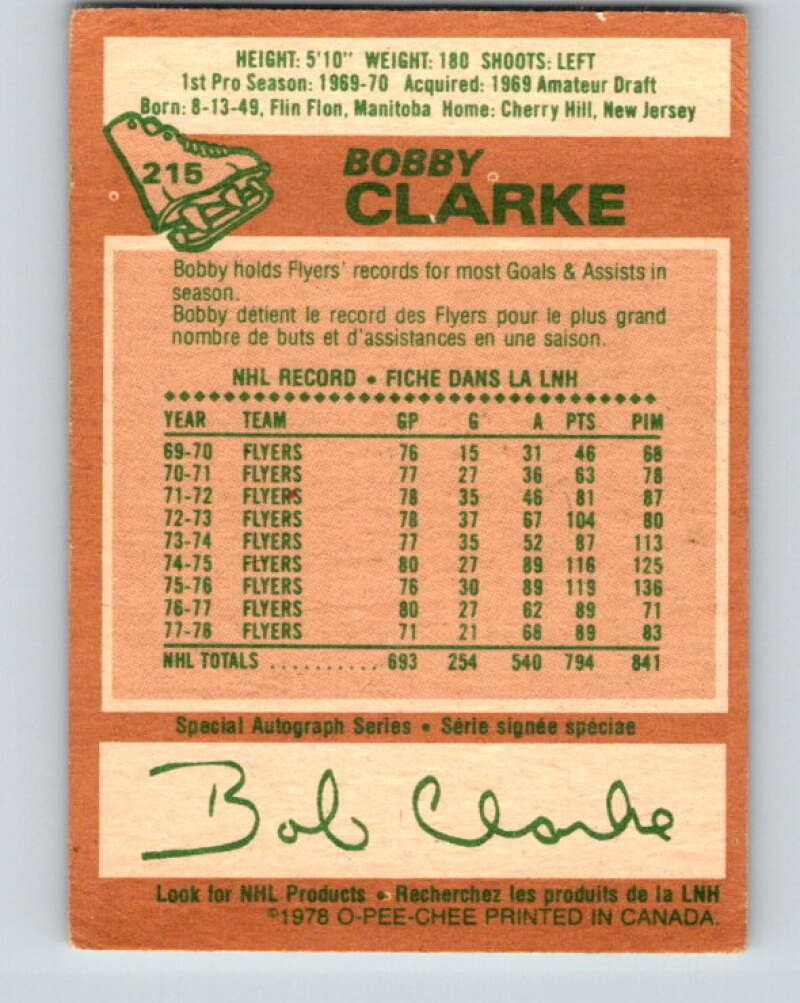 HEIGHT: 5'10" WEIGHT: 180 SHOOTS: LEFT
1st Pro Season: 1969-70 Acquired: 1969 Amateur Draft
Born: 8-13-49, Flin Flon, Manitoba Home: Cherry Hill, New Jersey
215
BOBBY
CLARKE
Bobby holds Flyers' records for most Goals & Assists in
season.
Bobby détient le record des Flyers pour le plus grand
nombre de buts et d'assistances en une saison.
NHL RECORD • FICHE DANS LA LNH
YEAR TEAM GP G A PTS PIM
69-70 FLYERS 76 15 31 46 68
70-71 FLYERS 77 27 36 63 78
71-72 FLYERS 78 35 46 81 87
72-73 FLYERS 78 37 67 104 80
73-74 FLYERS 77 35 52 87 113
74-75 FLYERS 80 27 89 116 125
75-76 FLYERS 76 30 89 119 136
76-77 FLYERS 80 27 62 89 71
77-78 FLYERS 71 21 68 89 83
NHL TOTALS .......... 693 254 540 794 841
Special Autograph Series • Série signée spéciae
Bob Clarke
Look for NHL Products • Recherchez les produits de la LNH
©1978 O-PEE-CHEE PRINTED IN CANADA.